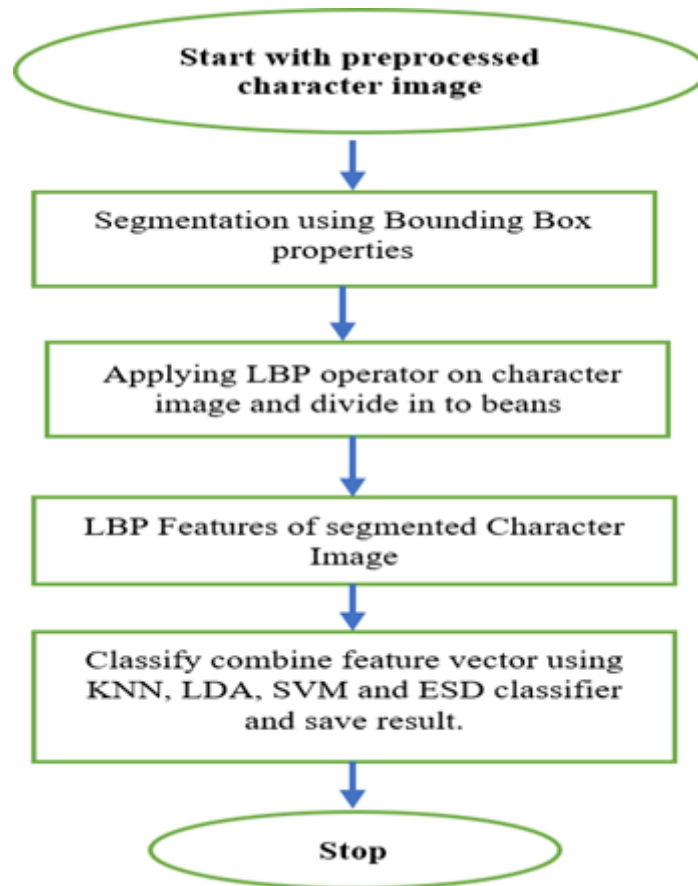 Start with preprocessed
character image
Segmentation using Bounding Box
properties
Applying LBP operator on character
image and divide in to beans
LBP Features of segmented Character
Image
Classify combine feature vector using
KNN, LDA, SVM and ESD classifier
and save result.
Stop